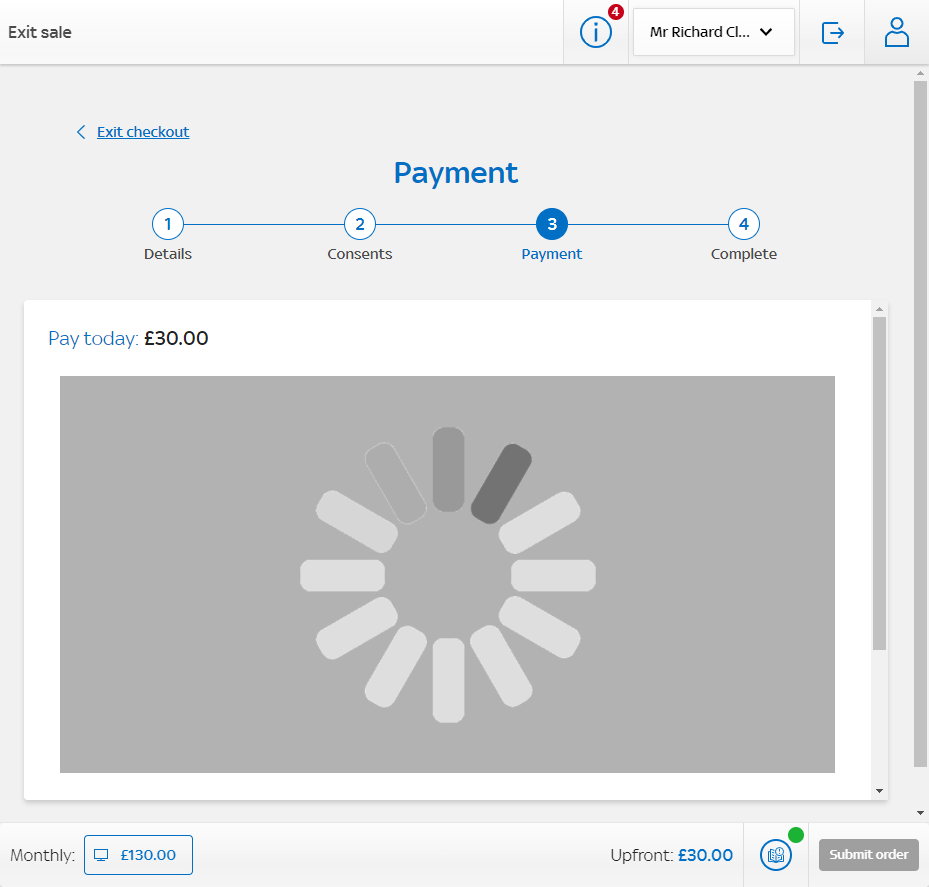 Exit sale
4
Mr Richard Cl...
Exit checkout
Payment
1 2 3 4
Details Consents Payment Complete
Pay today: £30.00
Monthly: £130.00
Upfront: £30.00
Submit order